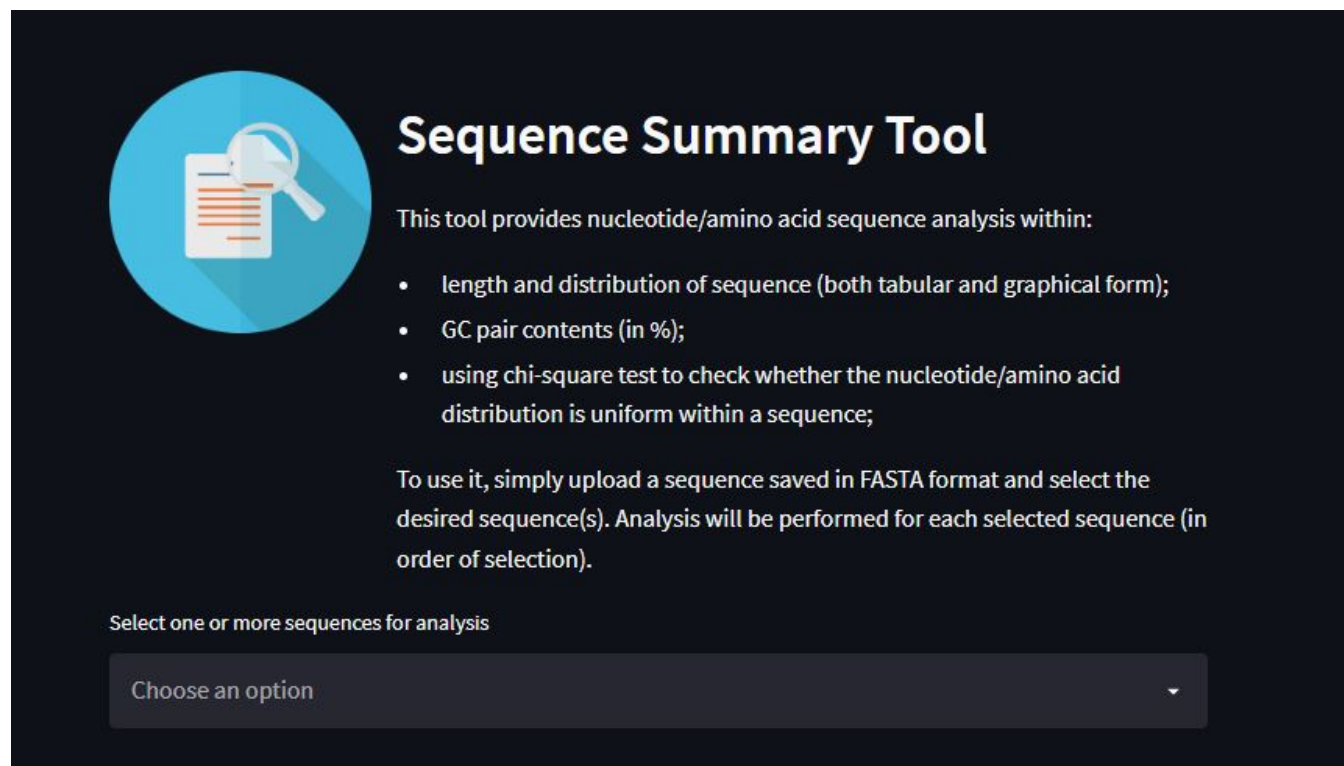 Sequence Summary Tool
This tool provides nucleotide/amino acid sequence analysis within:
• length and distribution of sequence (both tabular and graphical form);
• GC pair contents (in %);
• using chi-square test to check whether the nucleotide/amino acid
distribution is uniform within a sequence;
To use it, simply upload a sequence saved in FASTA format and select the
desired sequence(s). Analysis will be performed for each selected sequence (in
order of selection).
Select one or more sequences for analysis
Choose an option